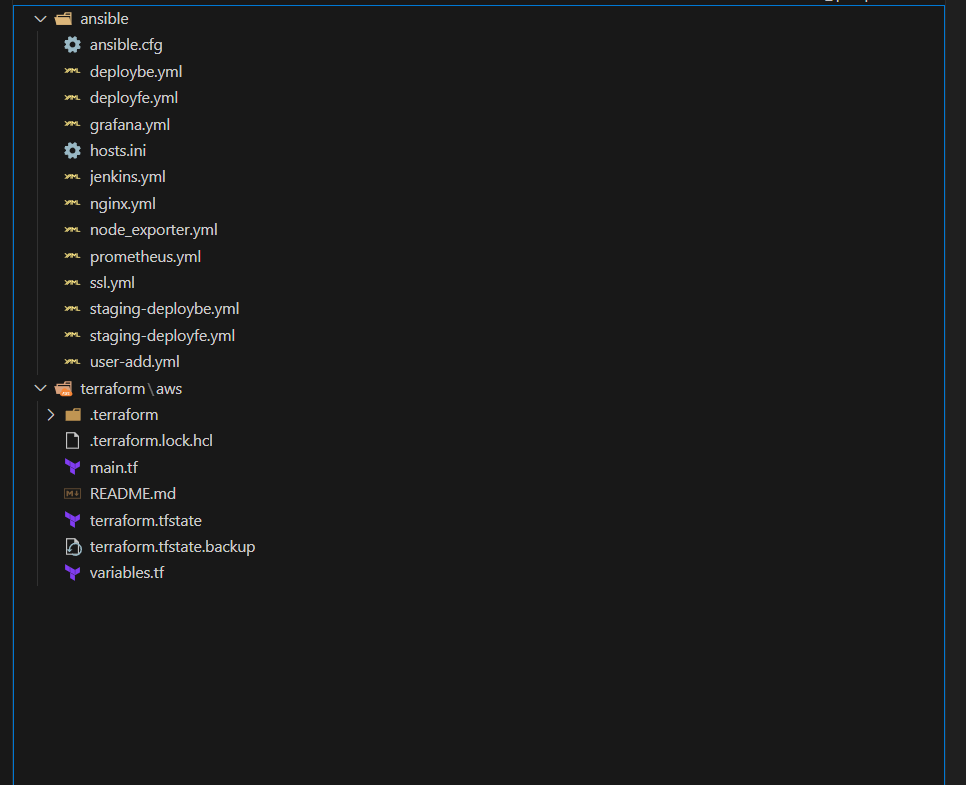 ansible
ansible.cfg
deploybe.yml
deployfe.yml
grafana.yml
hosts.ini
jenkins.yml
nginx.yml
node_exporter.yml
prometheus.yml
ssl.yml
staging-deploybe.yml
staging-deployfe.yml
user-add.yml
terraform\aws
.terraform
.terraform.lock.hcl
main.tf
README.md
terraform.tfstate
terraform.tfstate.backup
variables.tf